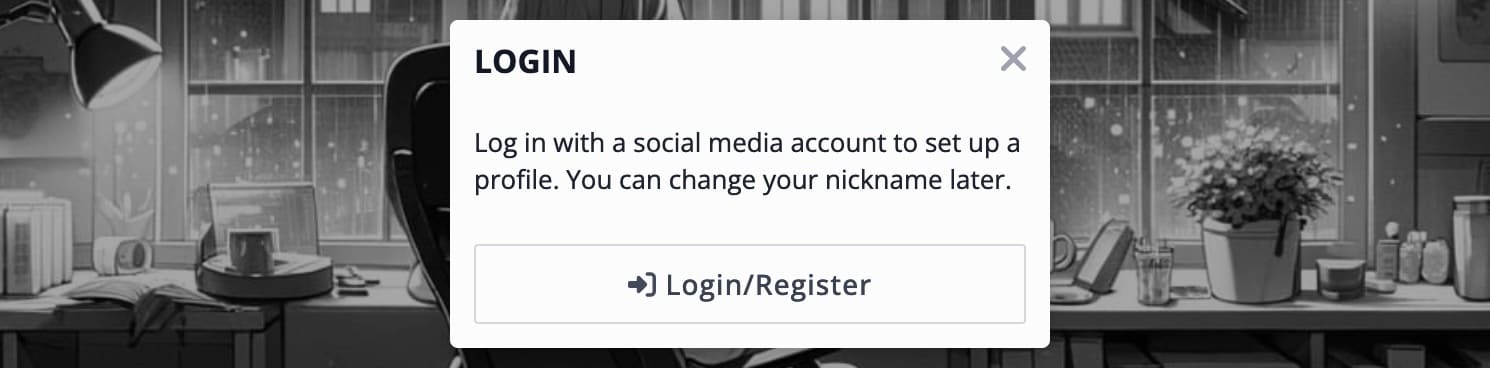 LOGIN
Log in with a social media account to set up a
profile. You can change your nickname later.
Login/Register